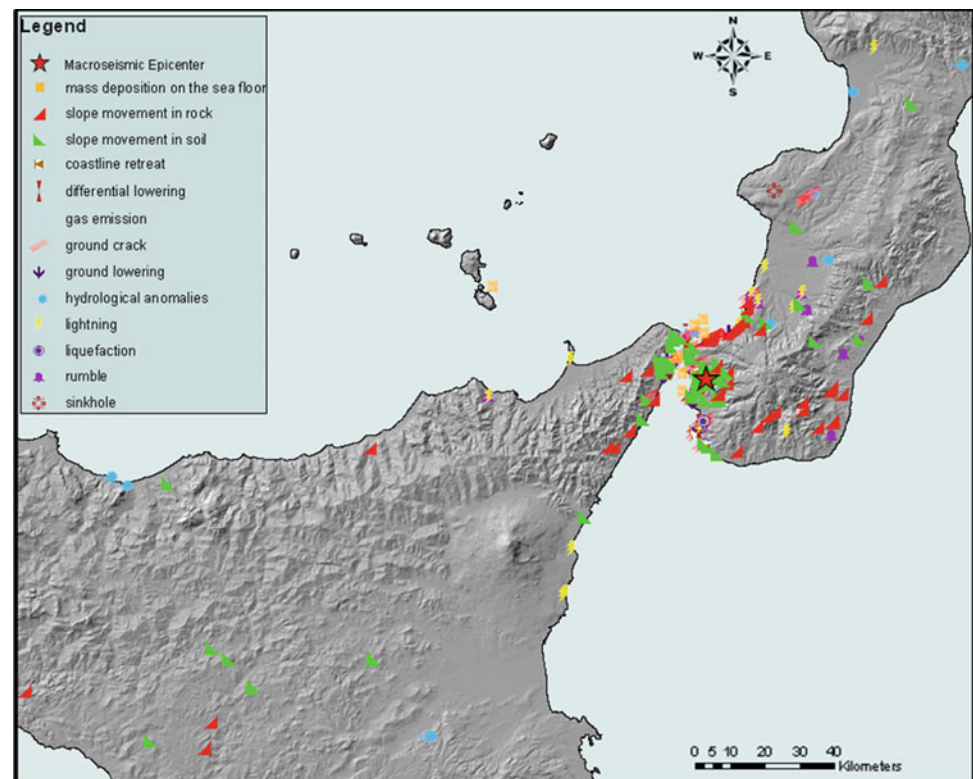 Legend
Macroseismic Epicenter
mass deposition on the sea floor
slope movement in rock
slope movement in soil
coastline retreat
differential lowering
gas emission
ground crack
ground lowering
hydrological anomalies
lightning
liquefaction
rumble
sinkhole
N
W E
S
0 5 10 20 30 40
Kilometers